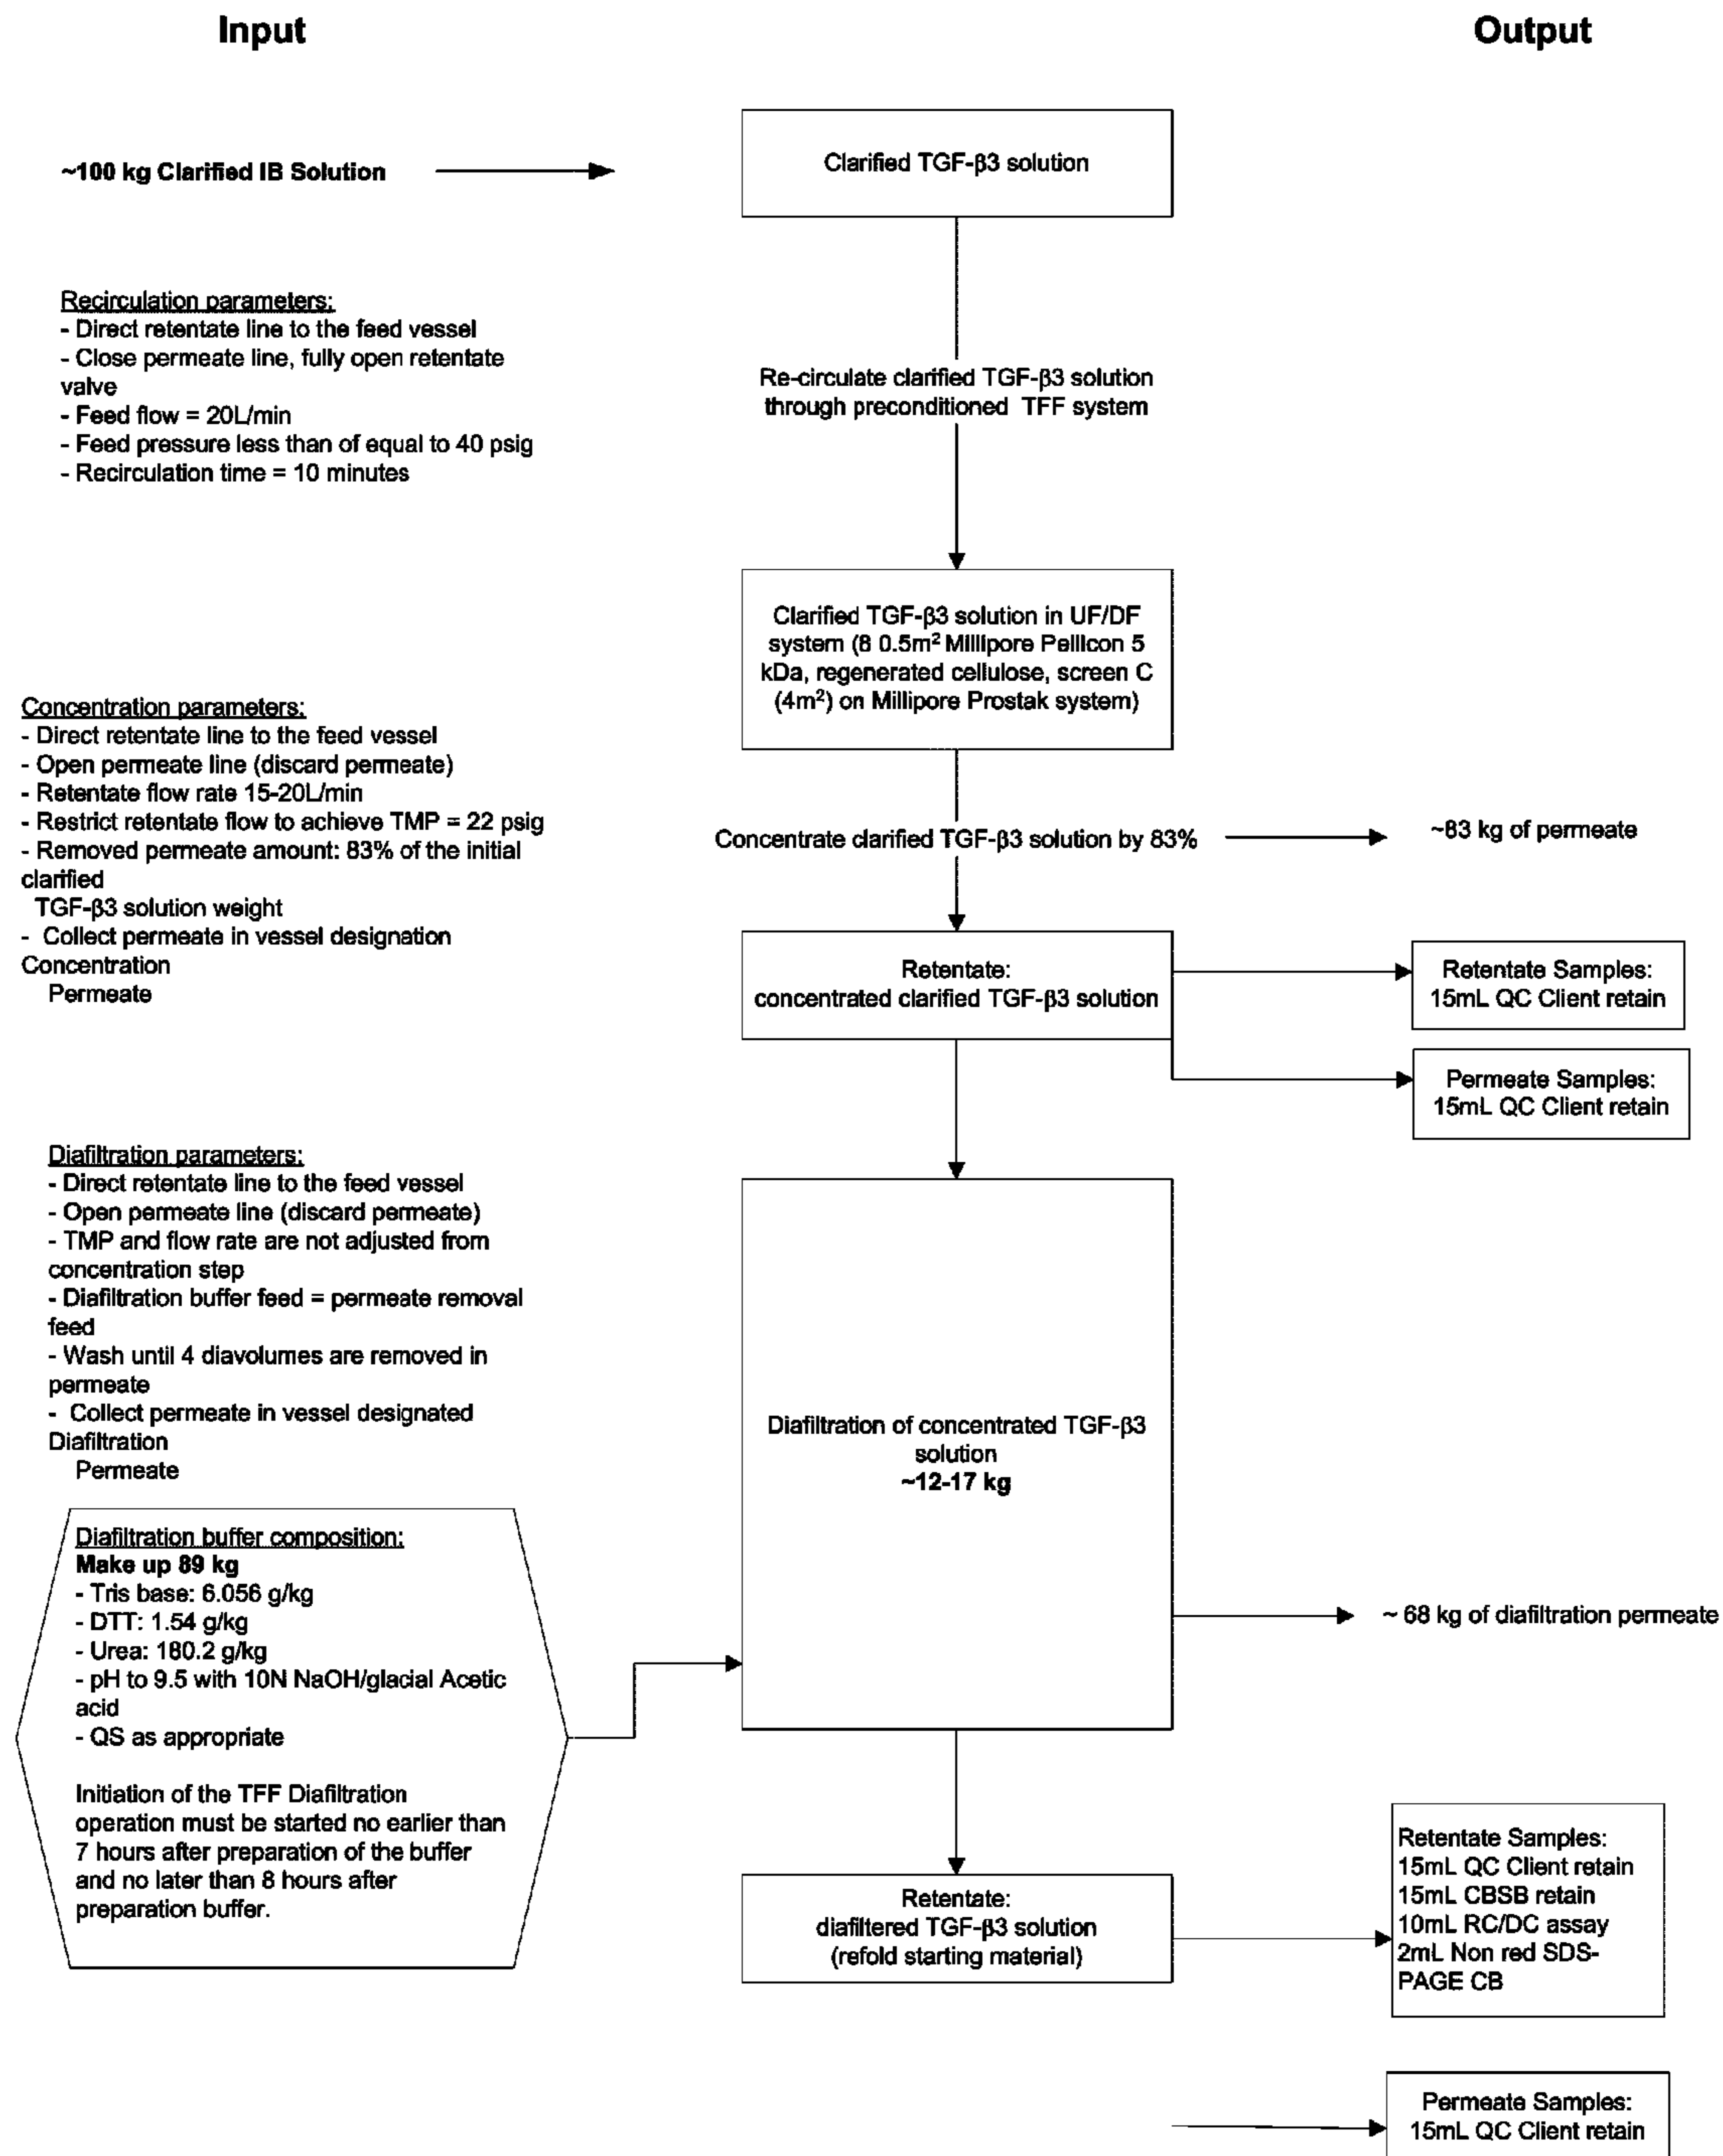 Input
Output
~100 kg Clarified IB Solution
Clarified TGF-β3 solution
Recirculation parameters:
- Direct retentate line to the feed vessel
- Close permeate line, fully open retentate
valve
- Feed flow = 20L/min
- Feed pressure less than of equal to 40 psig
- Recirculation time = 10 minutes
Re-circulate clarified TGF-β3 solution
through preconditioned TFF system
Clarified TGF-β3 solution in UF/DF
system (8 0.5m² Millipore Pellicon 5
kDa, regenerated cellulose, screen C
(4m²) on Millipore Prostak system)
Concentration parameters:
- Direct retentate line to the feed vessel
- Open permeate line (discard permeate)
- Retentate flow rate 15-20L/min
- Restrict retentate flow to achieve TMP = 22 psig
- Removed permeate amount: 83% of the initial
clarified
TGF-β3 solution weight
- Collect permeate in vessel designation
Concentration
Permeate
Concentrate clarified TGF-β3 solution by 83%
~83 kg of permeate
Retentate:
concentrated clarified TGF-β3 solution
Retentate Samples:
15mL QC Client retain
Permeate Samples:
15mL QC Client retain
Diafiltration parameters:
- Direct retentate line to the feed vessel
- Open permeate line (discard permeate)
- TMP and flow rate are not adjusted from
concentration step
- Diafiltration buffer feed = permeate removal
feed
- Wash until 4 diavolumes are removed in
permeate
- Collect permeate in vessel designated
Diafiltration
Permeate
Diafiltration of concentrated TGF-β3
solution
~12-17 kg
Diafiltration buffer composition:
Make up 89 kg
- Tris base: 6.056 g/kg
- DTT: 1.54 g/kg
- Urea: 180.2 g/kg
- pH to 9.5 with 10N NaOH/glacial Acetic
acid
- QS as appropriate
Initiation of the TFF Diafiltration
operation must be started no earlier than
7 hours after preparation of the buffer
and no later than 8 hours after
preparation buffer.
~ 68 kg of diafiltration permeate
Retentate:
diafiltered TGF-β3 solution
(refold starting material)
Retentate Samples:
15mL QC Client retain
15mL CBSB retain
10mL RC/DC assay
2mL Non red SDS-
PAGE CB
Permeate Samples:
15mL QC Client retain